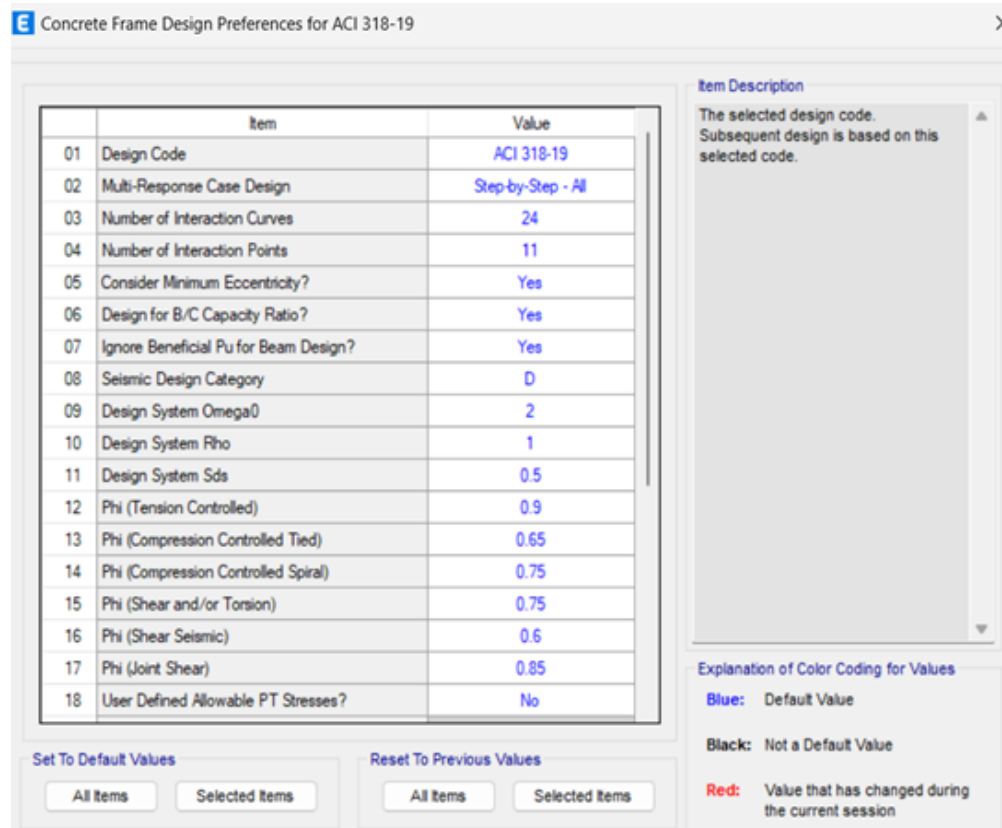 E Concrete Frame Design Preferences for ACI 318-19
Item Value
01 Design Code ACI 318-19
02 Multi-Response Case Design Step-by-Step - All
03 Number of Interaction Curves 24
04 Number of Interaction Points 11
05 Consider Minimum Eccentricity? Yes
06 Design for B/C Capacity Ratio? Yes
07 Ignore Beneficial Pu for Beam Design? Yes
08 Seismic Design Category D
09 Design System Omega0 2
10 Design System Rho 1
11 Design System Sds 0.5
12 Phi (Tension Controlled) 0.9
13 Phi (Compression Controlled Tied) 0.65
14 Phi (Compression Controlled Spiral) 0.75
15 Phi (Shear and/or Torsion) 0.75
16 Phi (Shear Seismic) 0.6
17 Phi (Joint Shear) 0.85
18 User Defined Allowable PT Stresses? No
Set To Default Values
All Items Selected Items
Reset To Previous Values
All Items Selected Items
Item Description
The selected design code.
Subsequent design is based on this
selected code.
Explanation of Color Coding for Values
Blue: Default Value
Black: Not a Default Value
Red: Value that has changed during
the current session